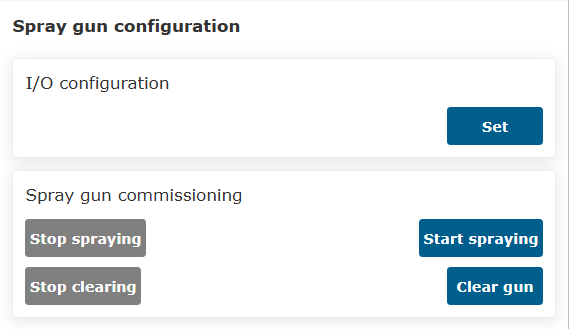 Spray gun configuration
I/O configuration
Set
Spray gun commissioning
Stop spraying Start spraying
Stop clearing Clear gun